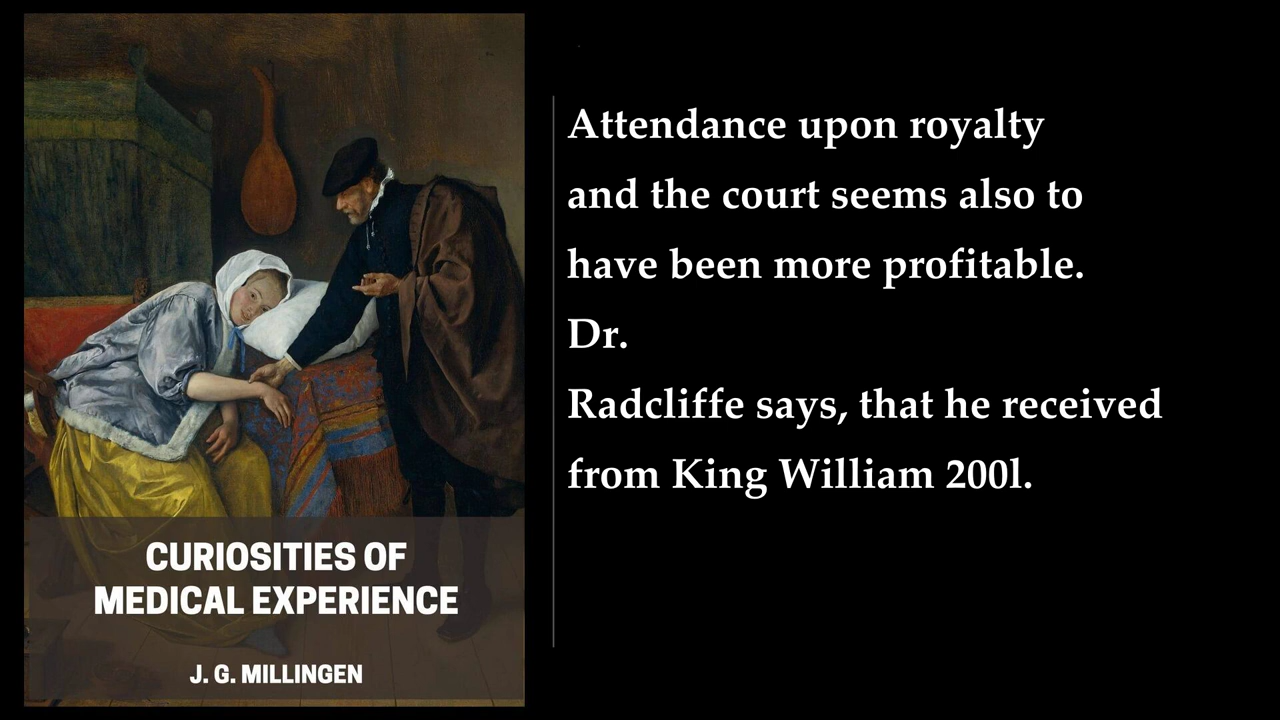 Attendance upon royalty
and the court seems also to
have been more profitable.
Dr.
Radcliffe says, that he received
from King William 200l.
CURIOSITIES OF
MEDICAL EXPERIENCE
J. G. MILLINGEN